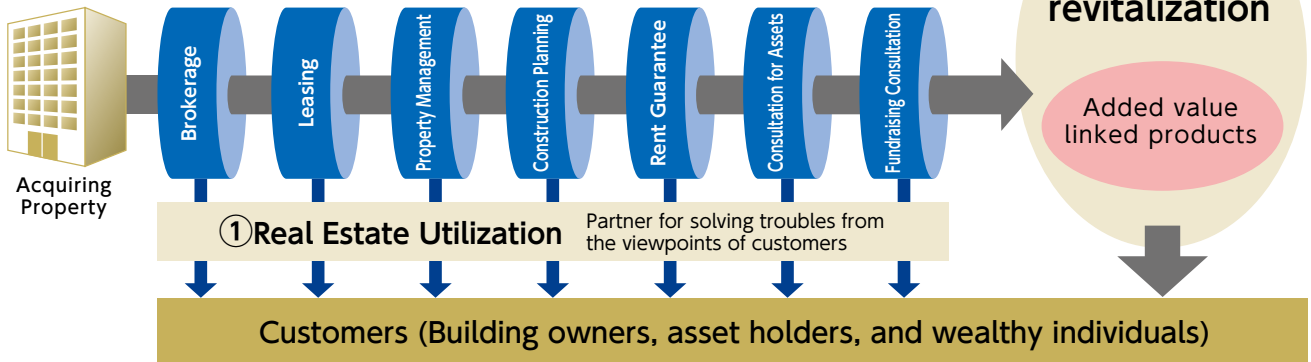 revitalization
Added value
linked products
Acquiring
Property
Brokerage
Leasing
Property Management
Construction Planning
Rent Guarantee
Consultation for Assets
Fundraising Consultation
①Real Estate Utilization
Partner for solving troubles from
the viewpoints of customers
Customers (Building owners, asset holders, and wealthy individuals)